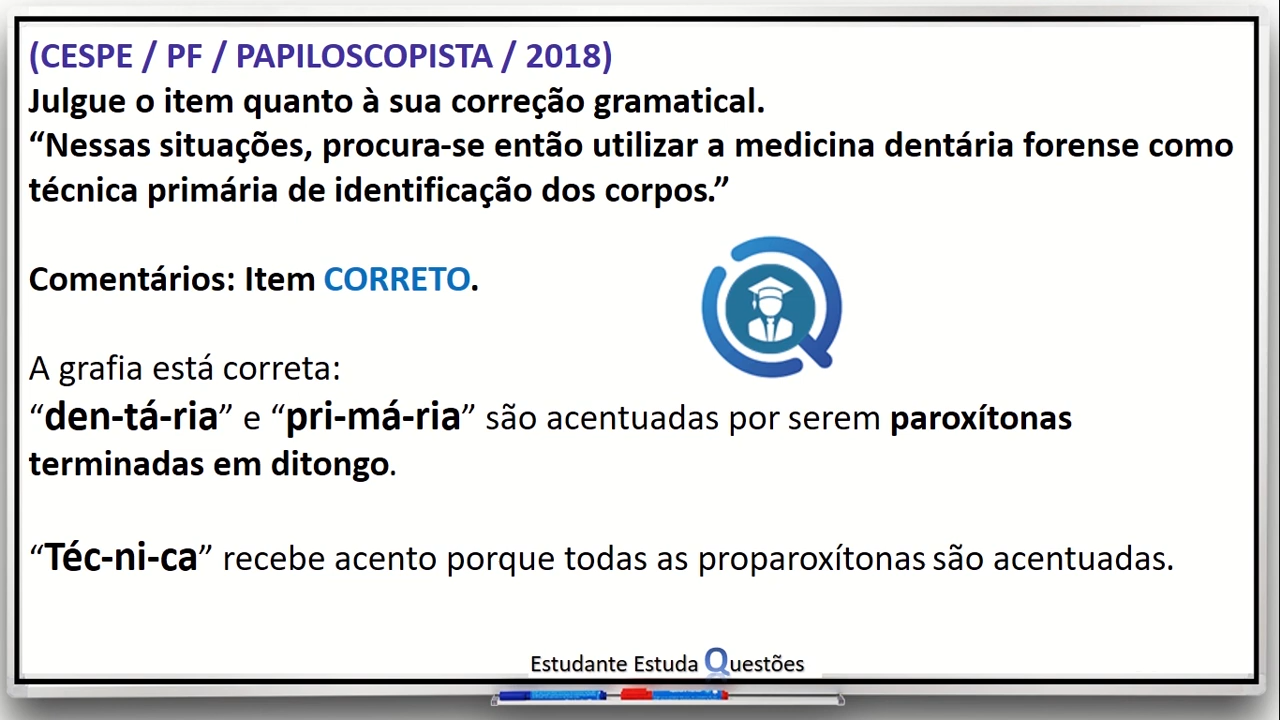 (CESPE / PF / PAPILOSCOPISTA / 2018)
Julgue o item quanto à sua correção gramatical.
“Nessas situações, procura-se então utilizar a medicina dentária forense como
técnica primária de identificação dos corpos.”
Comentários: Item CORRETO.
A grafia está correta:
“den-tá-ria” e “pri-má-ria” são acentuadas por serem paroxítonas
terminadas em ditongo.
“Téc-ni-ca” recebe acento porque todas as proparoxítonas são acentuadas.
Estudante Estuda Questões